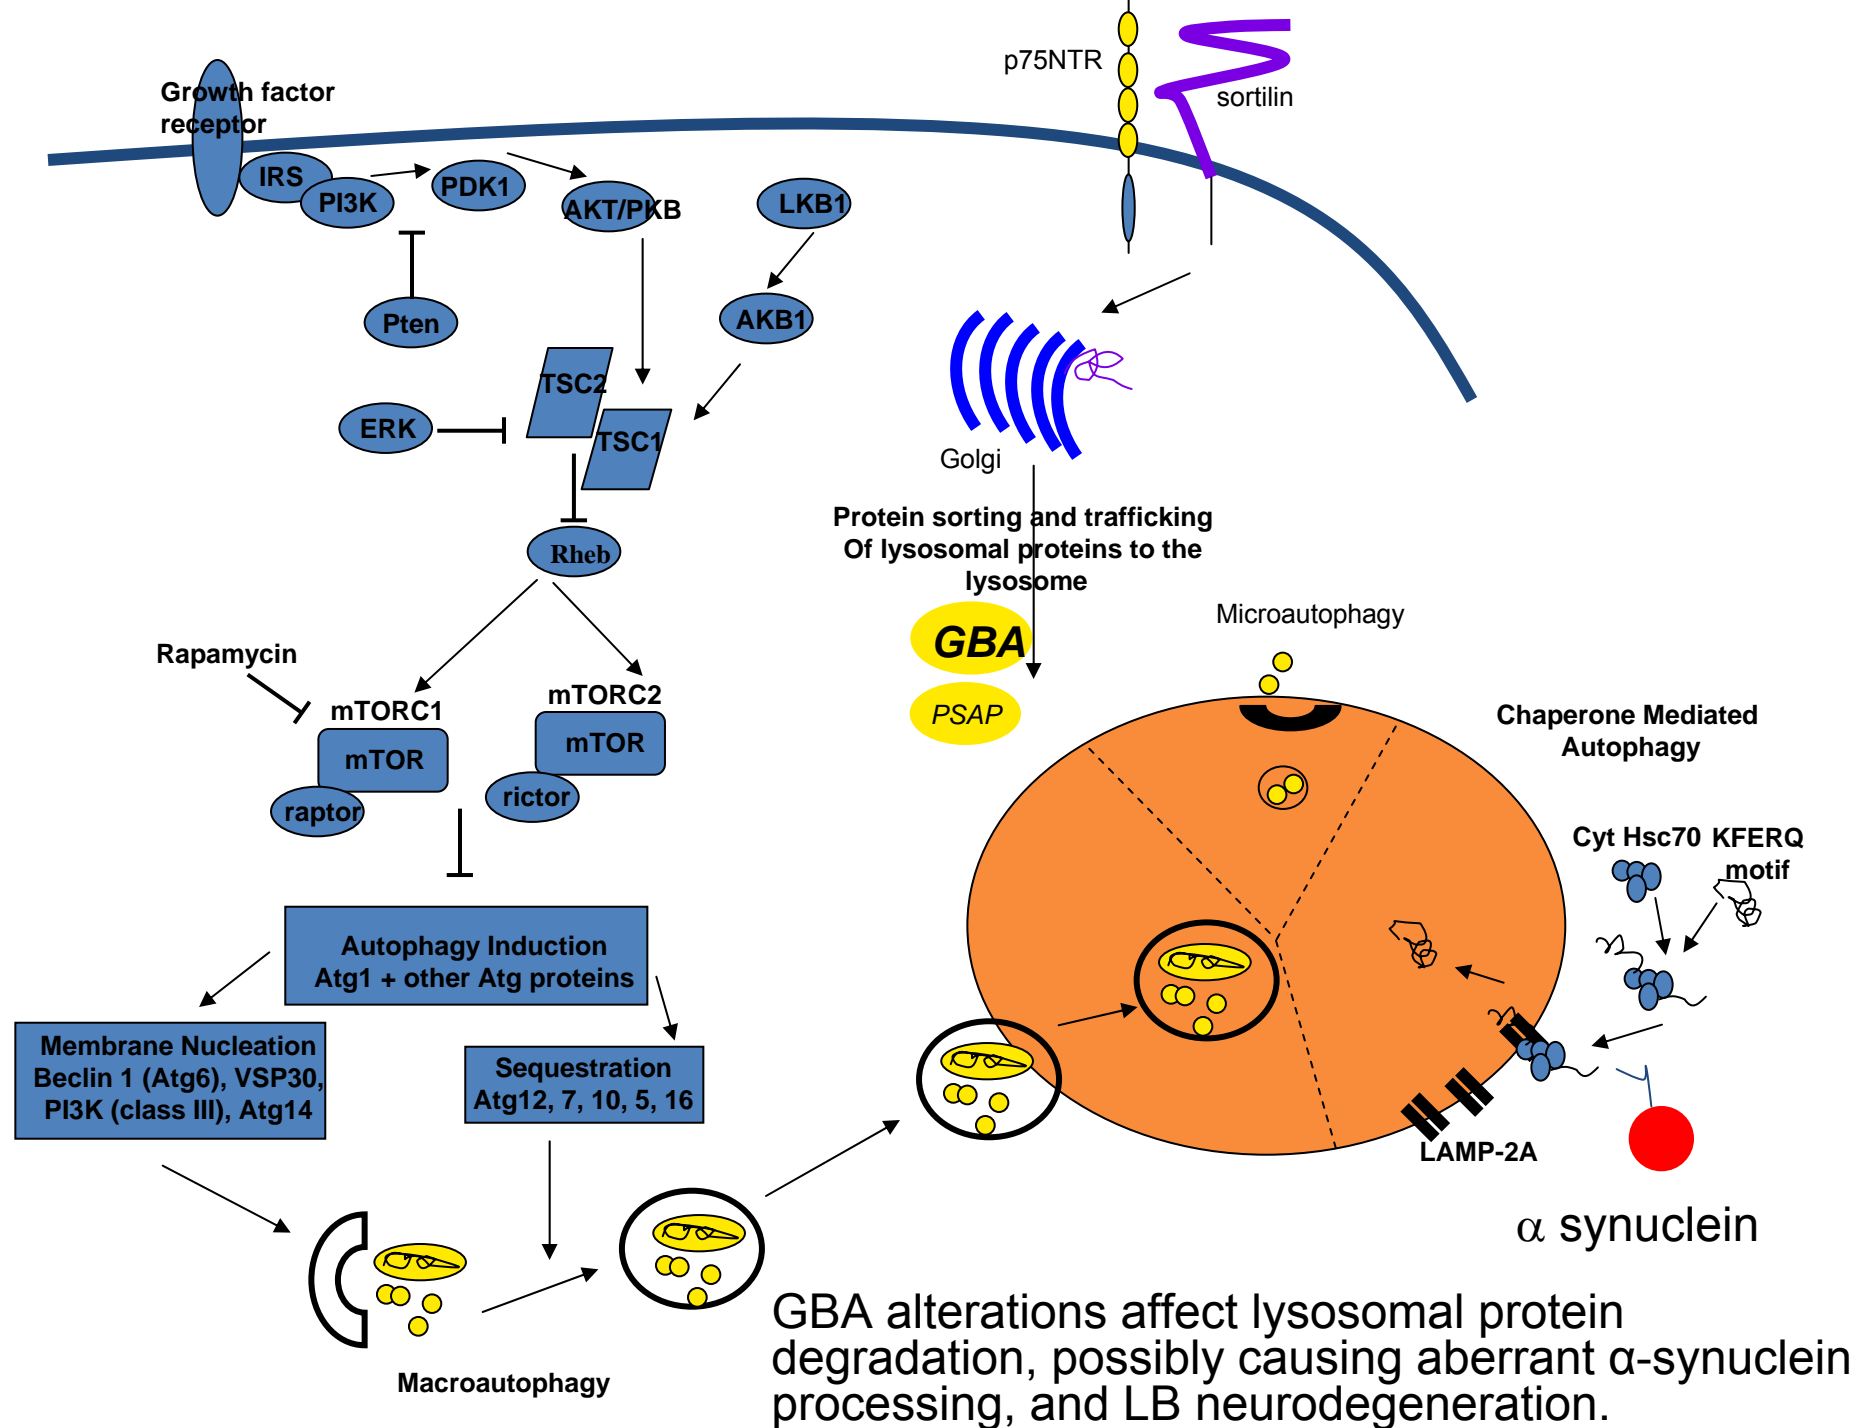 p75NTR
sortilin
Growth factor
receptor
IRS
PI3K
PDK1
AKT/PKB
LKB1
Pten
AKB1
TSC2
ERK
TSC1
Golgi
Protein sorting and trafficking
Of lysosomal proteins to the
lysosome
Rheb
GBA
PSAP
Microautophagy
Rapamycin
mTORC1
mTORC2
mTOR
mTOR
raptor
rictor
Chaperone Mediated
Autophagy
Cyt Hsc70
KFERQ
motif
Autophagy Induction
Atg1 + other Atg proteins
Membrane Nucleation
Beclin 1 (Atg6), VSP30,
PI3K (class III), Atg14
Sequestration
Atg12, 7, 10, 5, 16
LAMP-2A
α synuclein
Macroautophagy
GBA alterations affect lysosomal protein
degradation, possibly causing aberrant α-synuclein
processing, and LB neurodegeneration.